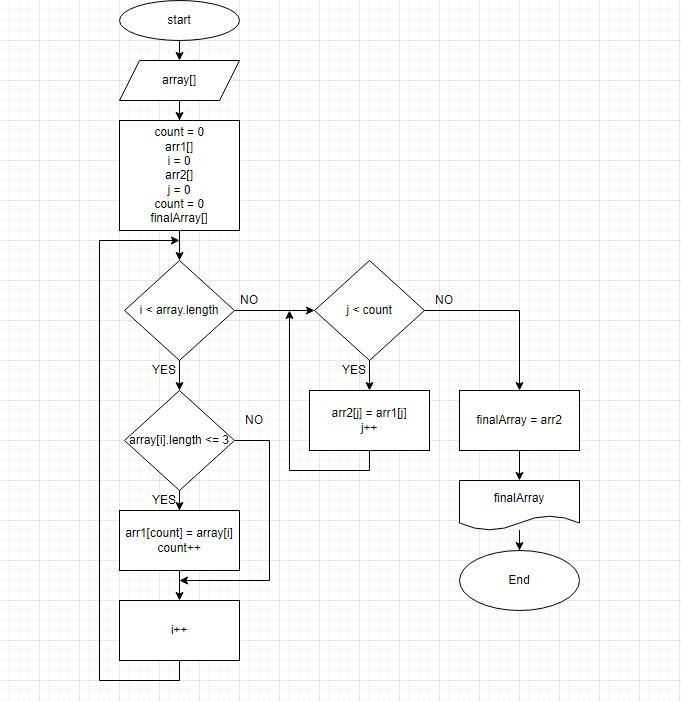 start
array[]
count = 0
arr1[]
i = 0
arr2[]
j = 0
count = 0
finalArray[]
i < array.length
NO
j < count
NO
YES
YES
array[i].length <= 3
NO
arr2[j] = arr1[j]
j++
finalArray = arr2
YES
arr1[count] = array[i]
count++
finalArray
End
i++